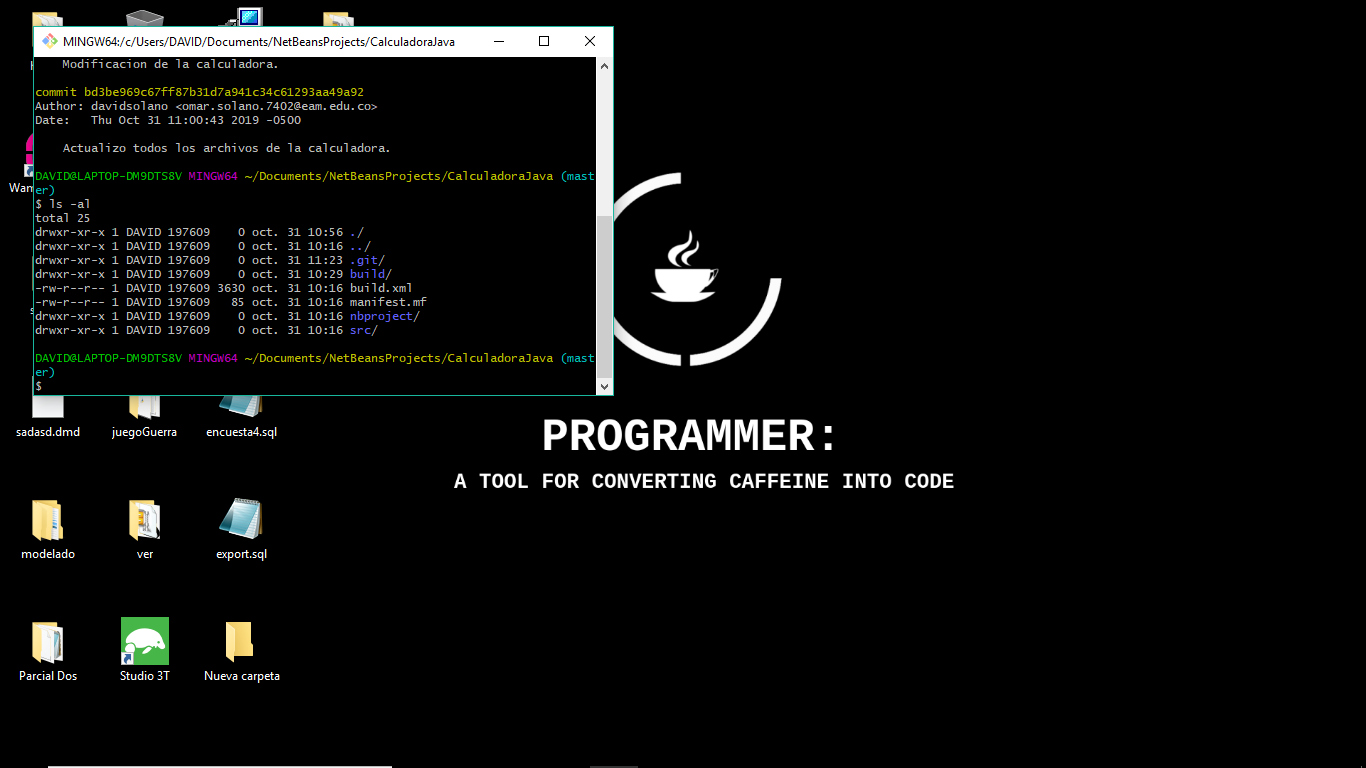 MINGW64:/c/Users/DAVID/Documents/NetBeansProjects/CalculadoraJava
Modificacion de la calculadora.
commit bd3be969c67ff87b31d7a941c34c61293aa49a92
Author: davidsolano <omar.solano.7402@eam.edu.co>
Date:   Thu Oct 31 11:00:43 2019 -0500
Actualizo todos los archivos de la calculadora.
DAVID@LAPTOP-DM9DTS8V MINGW64 ~/Documents/NetBeansProjects/CalculadoraJava (mast
er)
$ ls -al
total 25
drwxr-xr-x 1 DAVID 197609    0 oct. 31 10:56 ./
drwxr-xr-x 1 DAVID 197609    0 oct. 31 10:16 ../
drwxr-xr-x 1 DAVID 197609    0 oct. 31 11:23 .git/
drwxr-xr-x 1 DAVID 197609    0 oct. 31 10:29 build/
-rw-r--r-- 1 DAVID 197609 3630 oct. 31 10:16 build.xml
-rw-r--r-- 1 DAVID 197609   85 oct. 31 10:16 manifest.mf
drwxr-xr-x 1 DAVID 197609    0 oct. 31 10:16 nbproject/
drwxr-xr-x 1 DAVID 197609    0 oct. 31 10:16 src/
DAVID@LAPTOP-DM9DTS8V MINGW64 ~/Documents/NetBeansProjects/CalculadoraJava (mast
er)
$
sadasd.dmd
juegoGuerra
encuesta4.sql
PROGRAMMER:
A TOOL FOR CONVERTING CAFFEINE INTO CODE
modelado
ver
export.sql
Parcial Dos
Studio 3T
Nueva carpeta